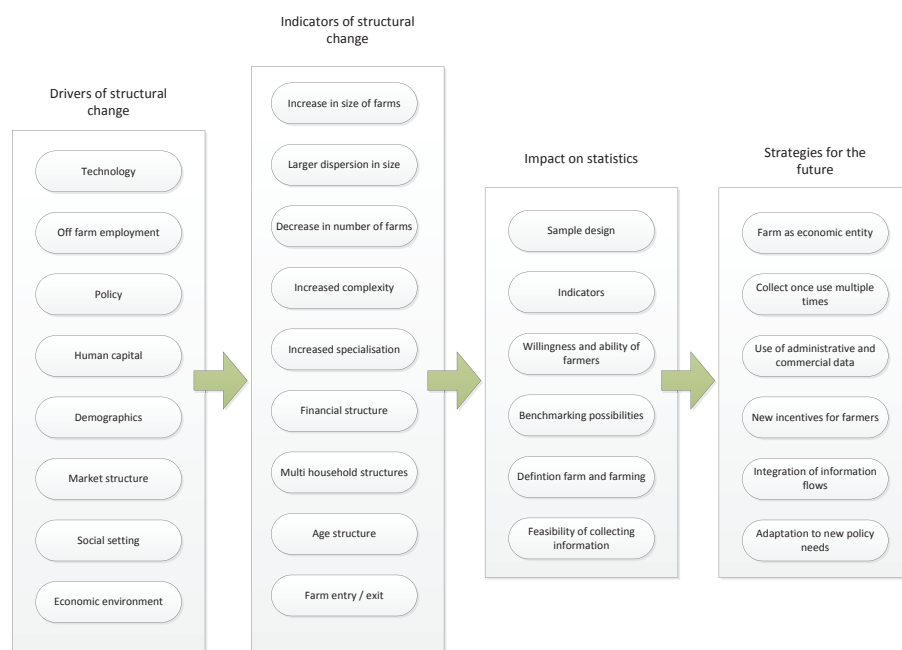 Drivers of structural
change
Technology
Off farm employment
Policy
Human capital
Demographics
Market structure
Social setting
Economic environment
Indicators of structural
change
Increase in size of farms
Larger dispersion in size
Decrease in number of farms
Increased complexity
Increased specialisation
Financial structure
Multi household structures
Age structure
Farm entry / exit
Impact on statistics
Sample design
Indicators
Willingness and ability of
farmers
Benchmarking possibilities
Defintion farm and farming
Feasibility of collecting
information
Strategies for the
future
Farm as economic entity
Collect once use multiple
times
Use of administrative and
commercial data
New incentives for farmers
Integration of information
flows
Adaptation to new policy
needs